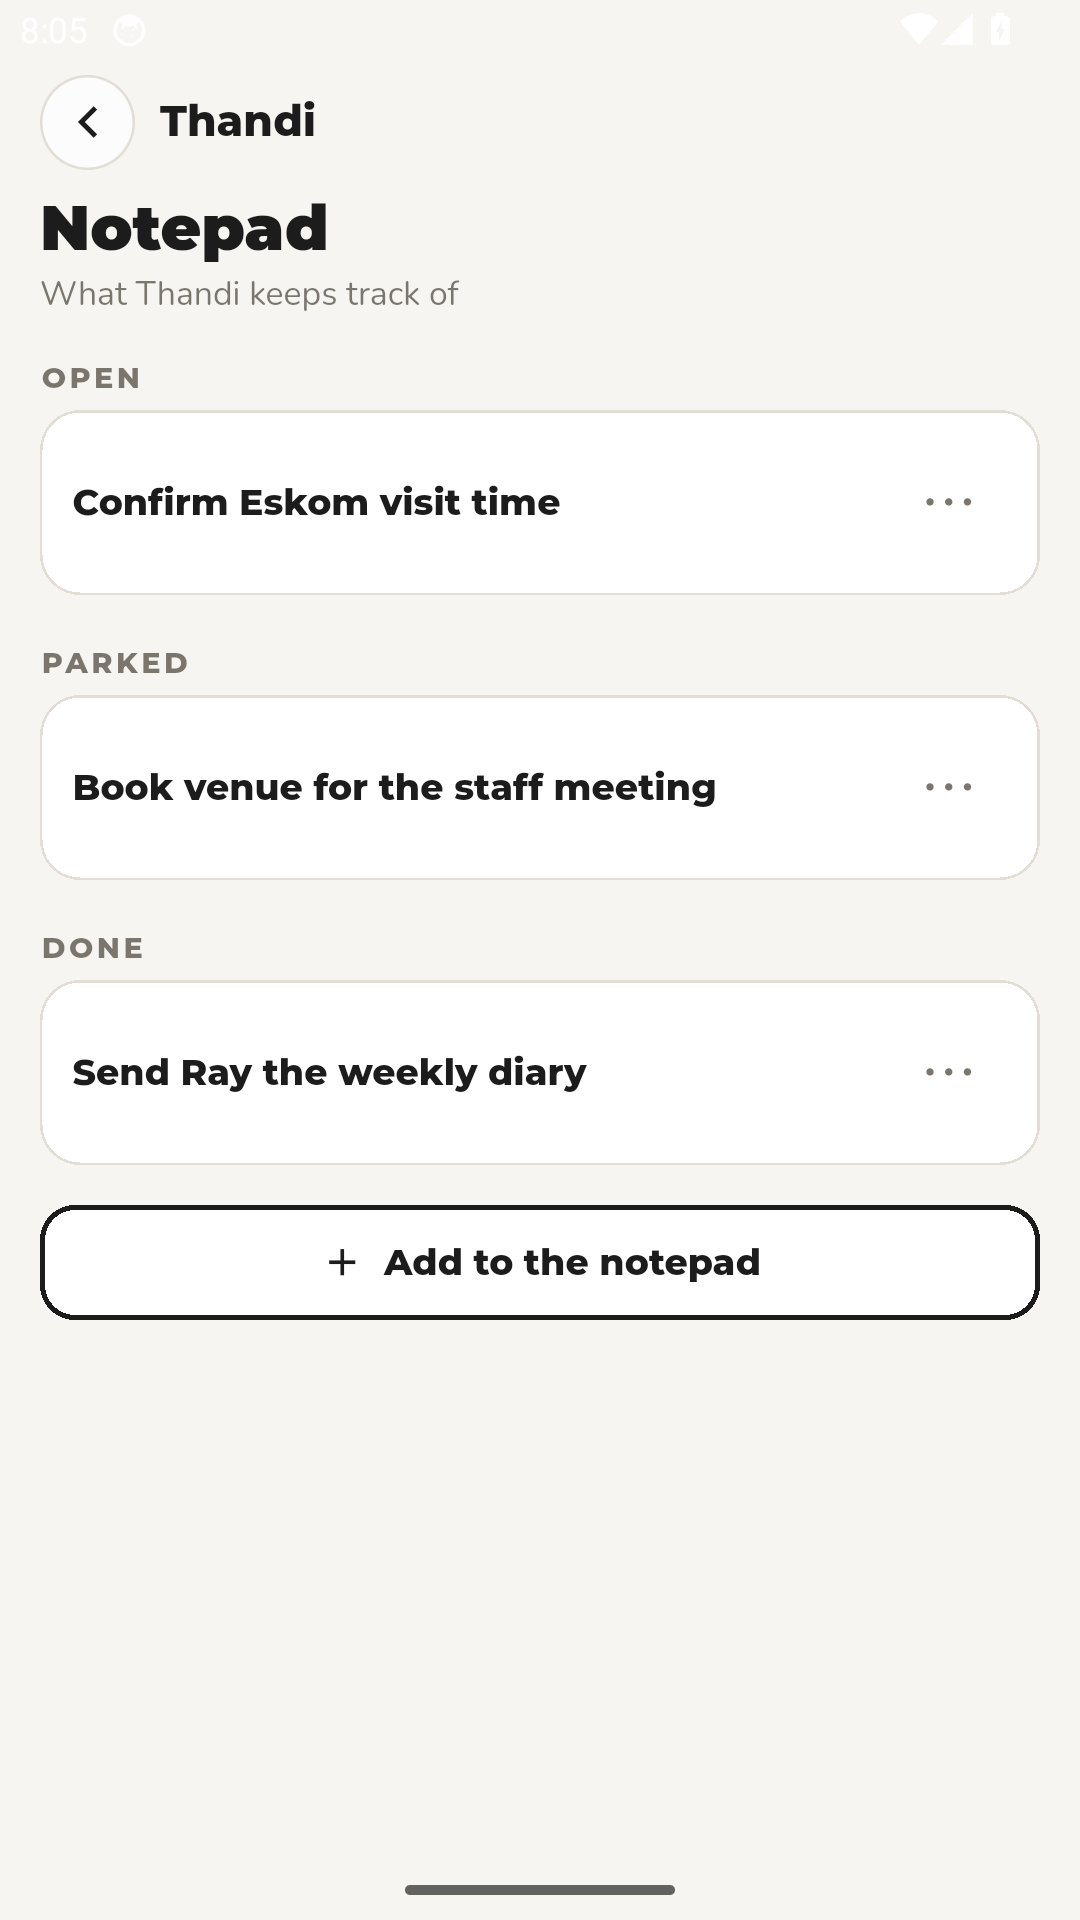 8:05
Thandi
Notepad
What Thandi keeps track of
OPEN
Confirm Eskom visit time
PARKED
Book venue for the staff meeting
DONE
Send Ray the weekly diary
+ Add to the notepad